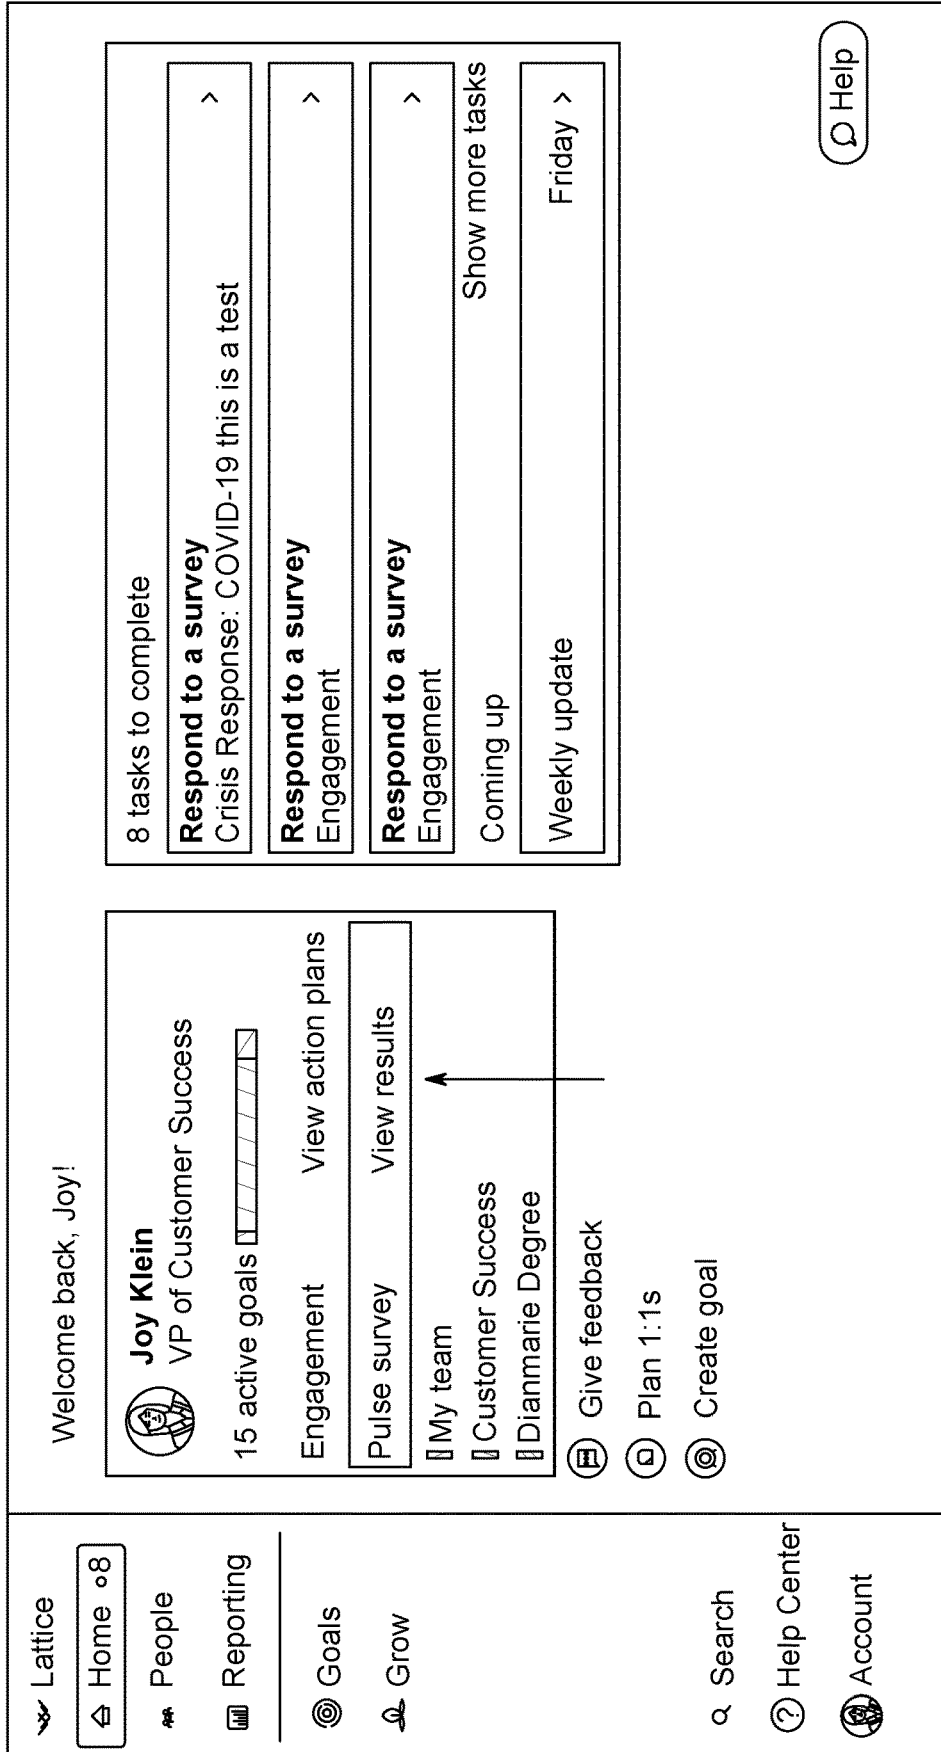 Lattice
Home 8
People
Reporting
Goals
Grow
Search
Help Center
Account
Welcome back, Joy!
Joy Klein
VP of Customer Success
15 active goals
Engagement View action plans
Pulse survey View results
My team
Customer Success
Dianmarie Degree
Give feedback
Plan 1:1s
Create goal
8 tasks to complete
Respond to a survey
Crisis Response: COVID-19 this is a test >
Respond to a survey
Engagement >
Respond to a survey
Engagement >
Show more tasks
Coming up
Weekly update Friday >
Help